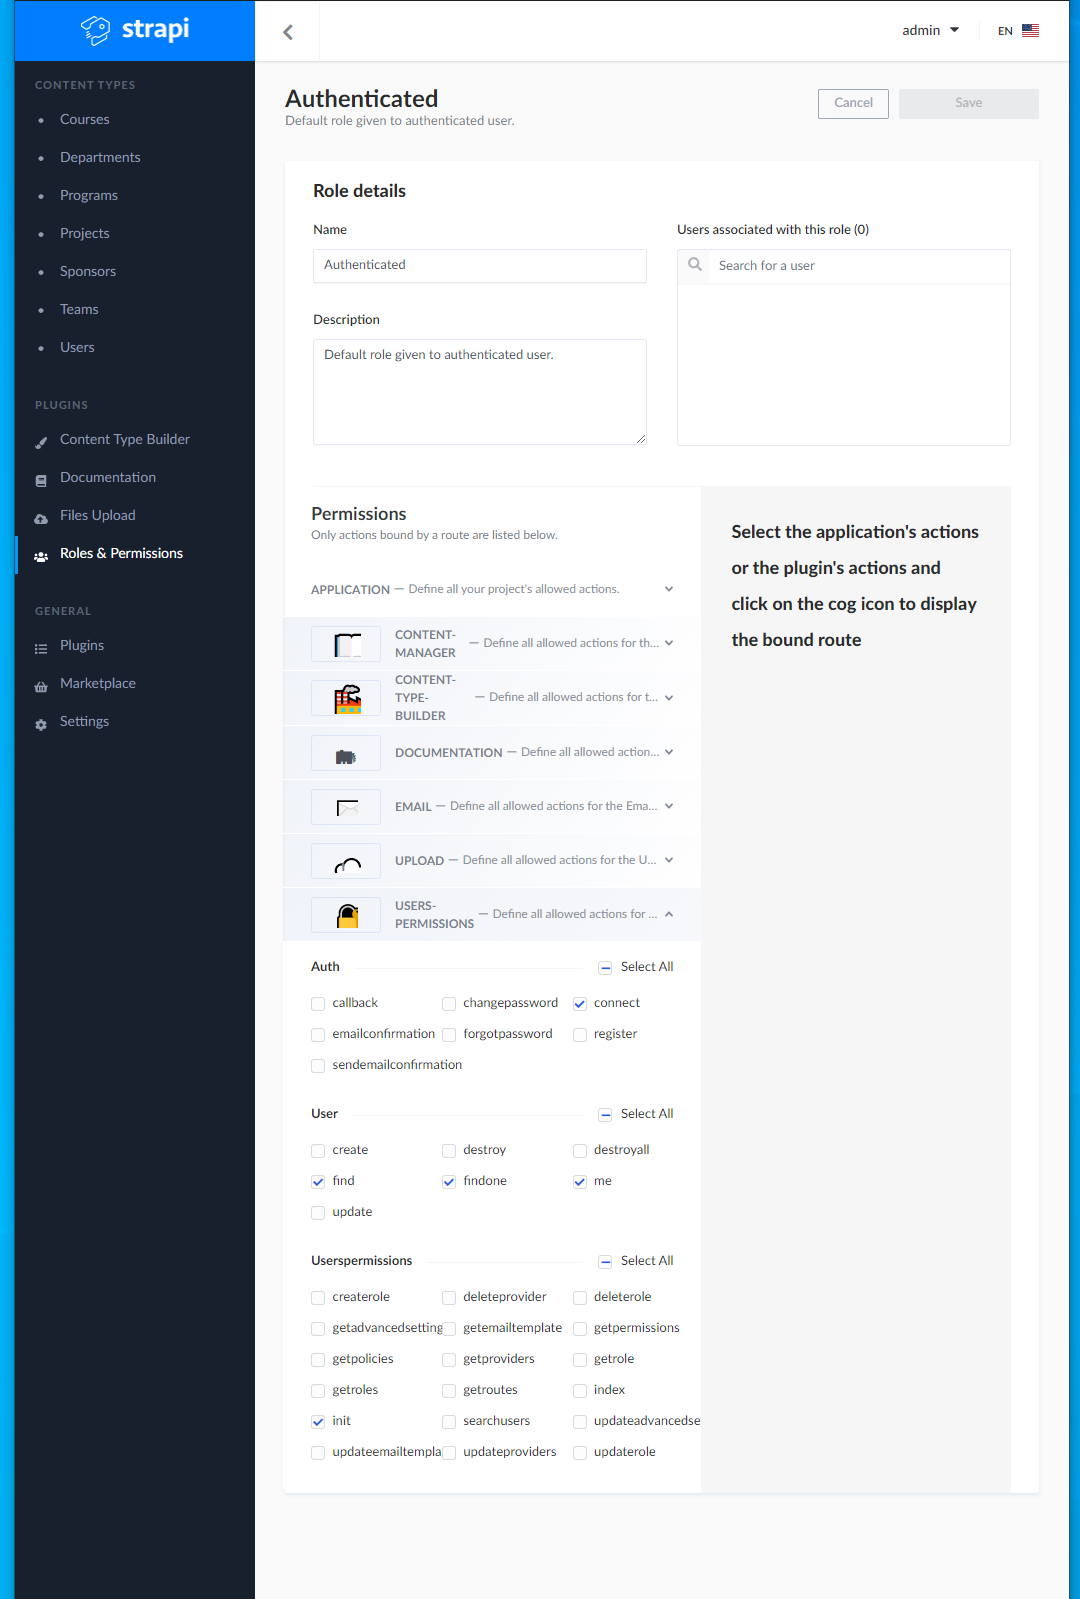 strapi
admin
EN
CONTENT TYPES
Courses
Departments
Programs
Projects
Sponsors
Teams
Users
PLUGINS
Content Type Builder
Documentation
Files Upload
Roles & Permissions
GENERAL
Plugins
Marketplace
Settings
Authenticated
Default role given to authenticated user.
Cancel
Save
Role details
Name
Authenticated
Users associated with this role (0)
Search for a user
Description
Default role given to authenticated user.
Permissions
Only actions bound by a route are listed below.
Select the application's actions
or the plugin's actions and
click on the cog icon to display
the bound route
APPLICATION — Define all your project's allowed actions.
CONTENT-
MANAGER — Define all allowed actions for th...
CONTENT-
TYPE-
BUILDER — Define all allowed actions for t...
DOCUMENTATION — Define all allowed action...
EMAIL — Define all allowed actions for the Ema...
UPLOAD — Define all allowed actions for the U...
USERS-
PERMISSIONS — Define all allowed actions for ...
Auth Select All
callback changepassword connect
emailconfirmation forgotpassword register
sendemailconfirmation
User Select All
create destroy destroyall
find findone me
update
Userspermissions Select All
createrole deleteprovider deleterole
getadvancedsetting getemailtemplate getpermissions
getpolicies getproviders getrole
getroles getroutes index
init searchusers updateadvancedse
updateemailtempla updateproviders updaterole